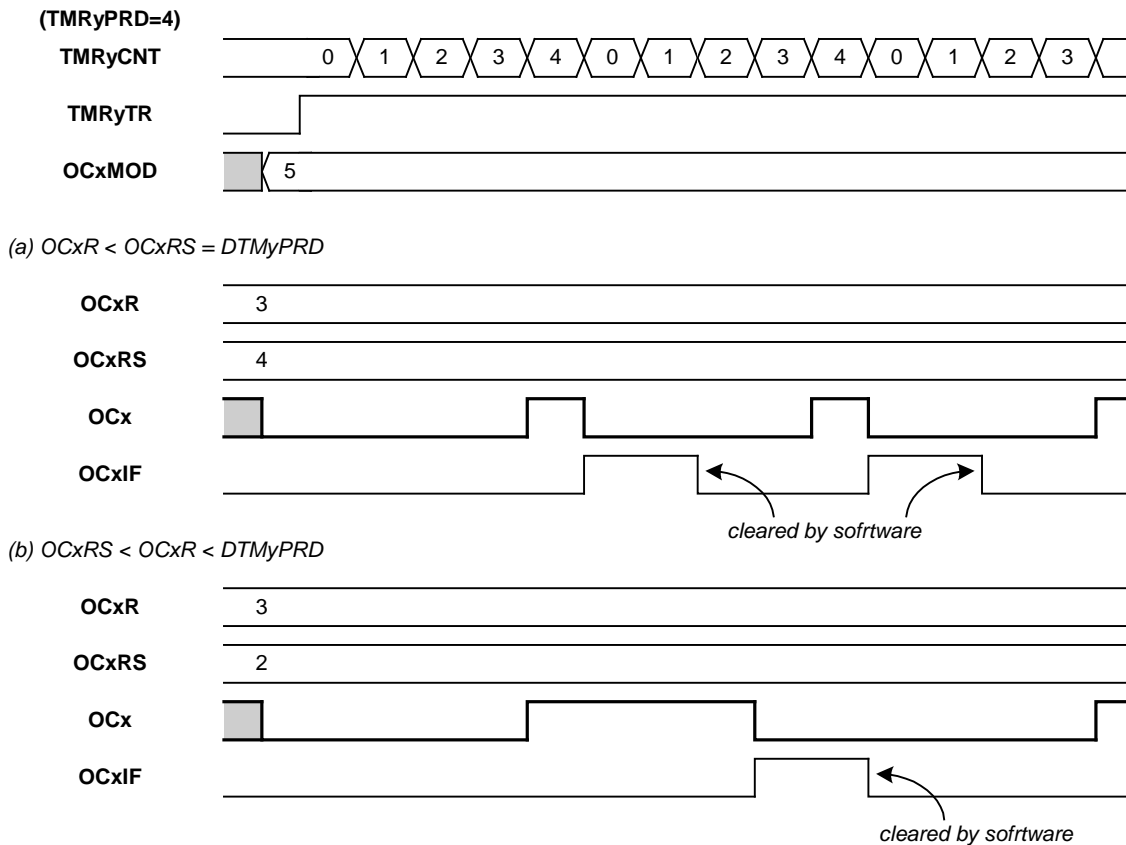 (TMRyPRD=4)
TMRyCNT 0 1 2 3 4 0 1 2 3 4 0 1 2 3
TMRyTR
OCxMOD 5
(a) OCxR < OCxRS = DTMyPRD
OCxR 3
OCxRS 4
OCx
OCxIF
cleared by sofrtware
(b) OCxRS < OCxR < DTMyPRD
OCxR 3
OCxRS 2
OCx
OCxIF
cleared by sofrtware